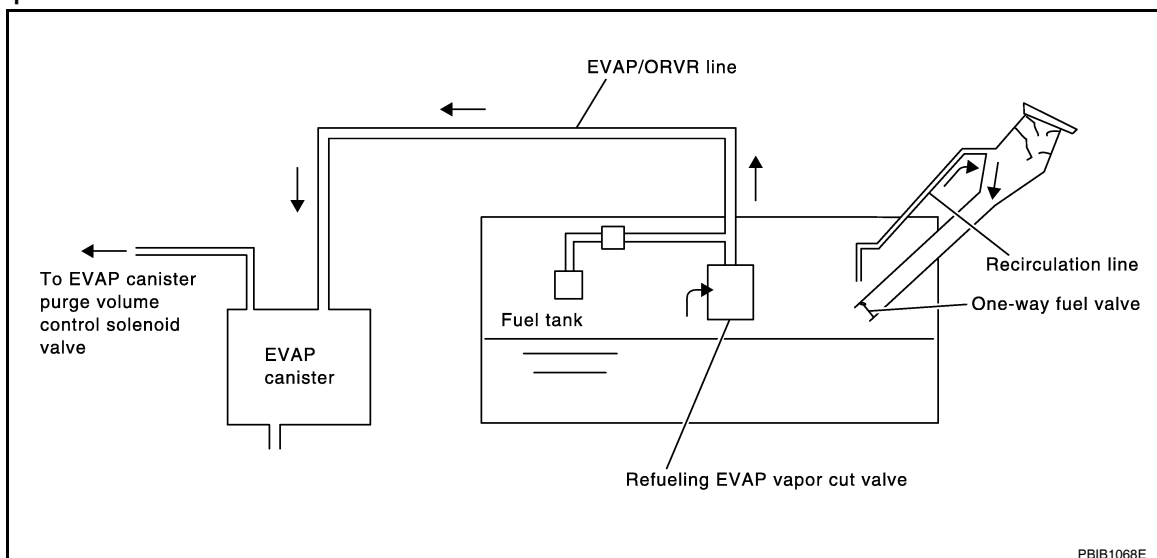 EVAP/ORVR line
Recirculation line
One-way fuel valve
To EVAP canister
purge volume
control solenoid
valve
Fuel tank
EVAP
canister
Refueling EVAP vapor cut valve
PBIB1068E